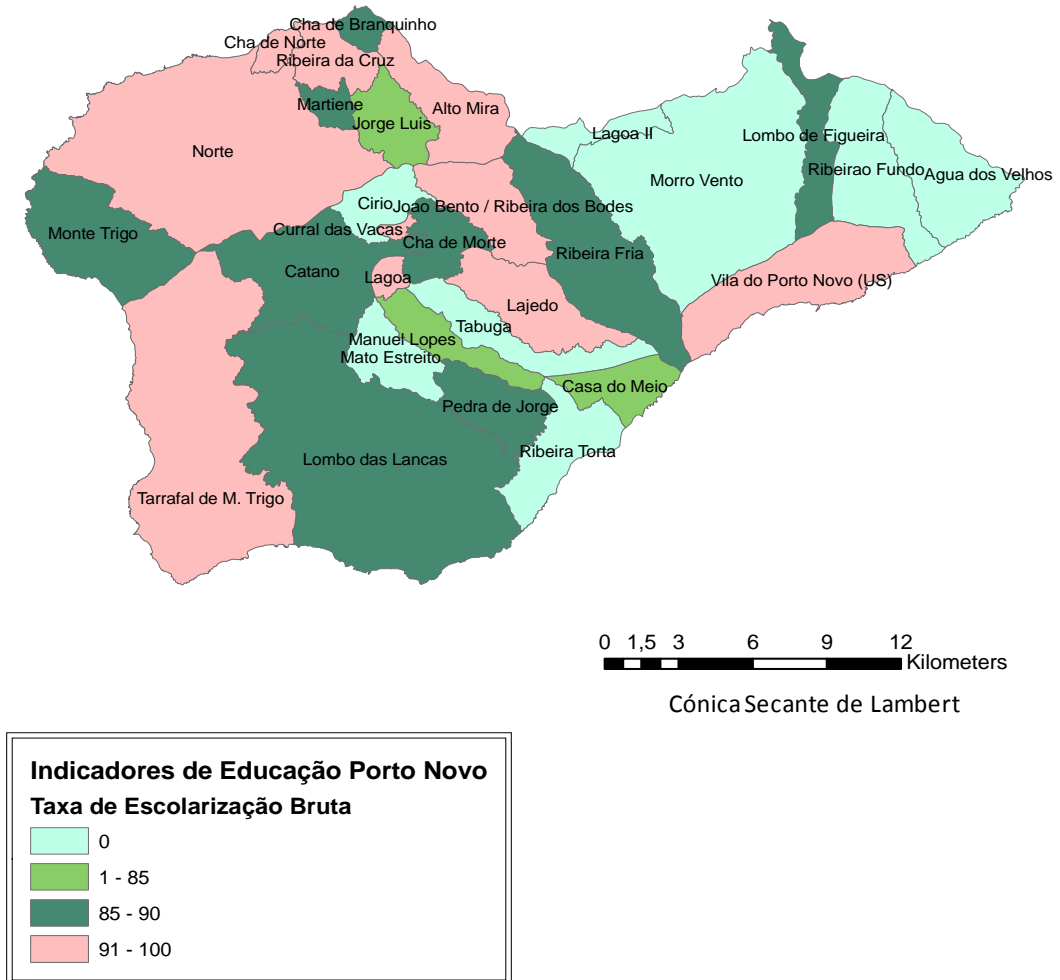 Cha de Branquinho
Cha de Norte
Ribeira da Cruz
Martiene
Alto Mira
Jorge Luis
Norte
Lagoa II
Lombo de Figueira
Morro Vento
Ribeirao Fundo
Agua dos Velhos
Cirio
Joao Bento / Ribeira dos Bodes
Monte Trigo
Curral das Vacas
Cha de Morte
Ribeira Fria
Catano
Lagoa
Vila do Porto Novo (US)
Lajedo
Tabuga
Manuel Lopes
Mato Estreito
Casa do Meio
Pedra de Jorge
Ribeira Torta
Lombo das Lancas
Tarrafal de M. Trigo
0 1,5 3 6 9 12
Kilometers
Cónica Secante de Lambert
Indicadores de Educação Porto Novo
Taxa de Escolarização Bruta
0
1 - 85
85 - 90
91 - 100